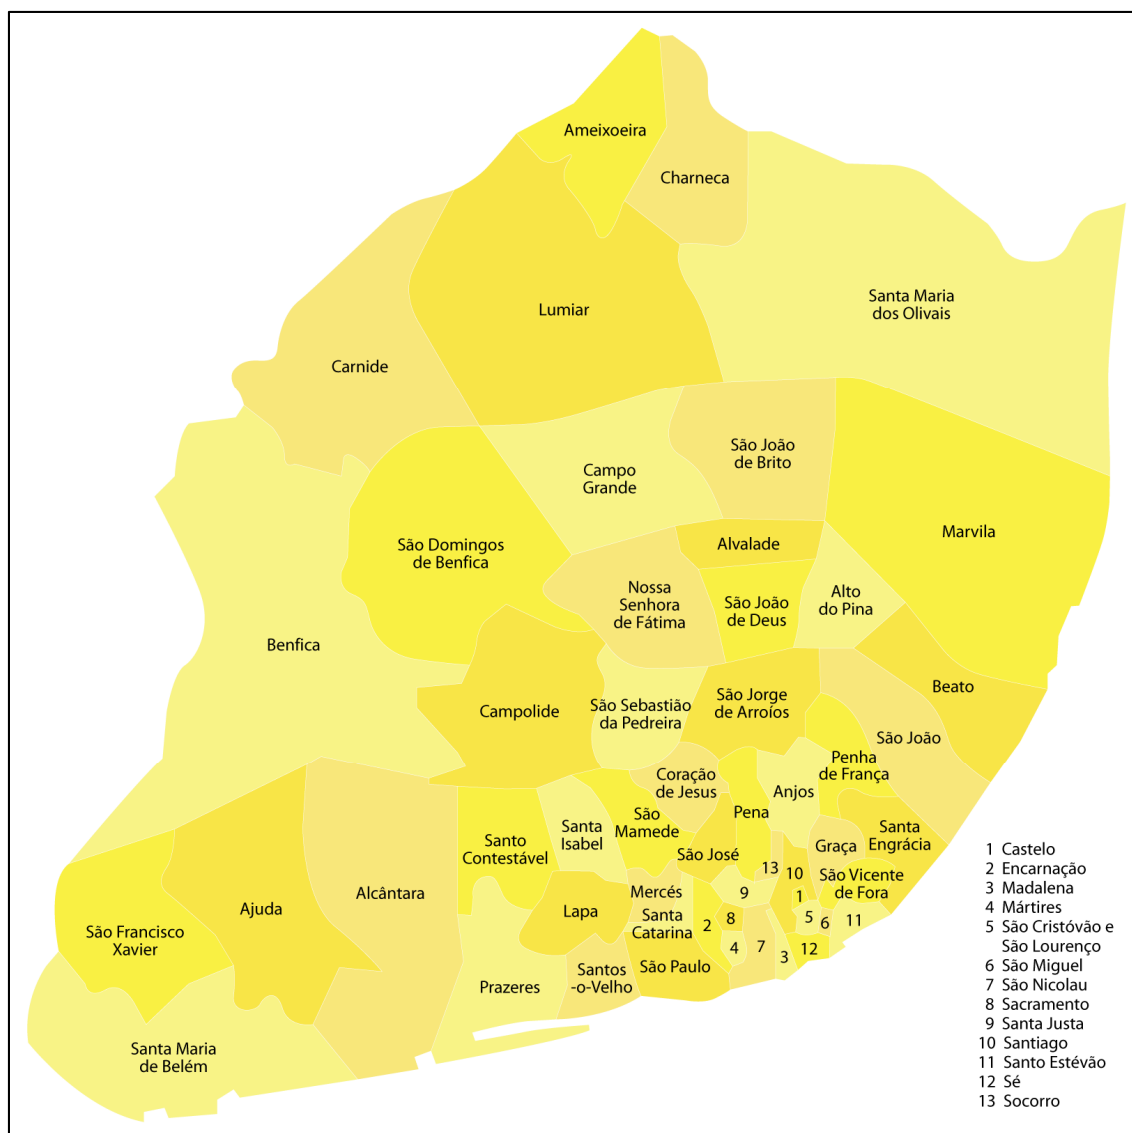 Ameixoeira
Charneca
Santa Maria
dos Olivais
Lumiar
Carnide
São João
de Brito
Campo
Grande
Marvila
São Domingos
de Benfica
Alvalade
Nossa
Senhora
de Fátima
São João
de Deus
Alto
do Pina
Benfica
Beato
Campolide
São Sebastião
da Pedreira
São Jorge
de Arroíos
São João
Penha
de França
Coração
de Jesus
Anjos
Pena
São
Mamede
Santa
Isabel
Santo
Contestável
Santa
Engrácia
Graça
São José
13
10
São Vicente
de Fora
Alcântara
Mercés
9
1
Ajuda
Lapa
Santa
Catarina
2
8
5
6
11
São Francisco
Xavier
4
7
3
12
São Paulo
Santos
-o-Velho
Prazeres
Santa Maria
de Belém
1 Castelo
2 Encarnação
3 Madalena
4 Mártires
5 São Cristóvão e
São Lourenço
6 São Miguel
7 São Nicolau
8 Sacramento
9 Santa Justa
10 Santiago
11 Santo Estévão
12 Sé
13 Socorro